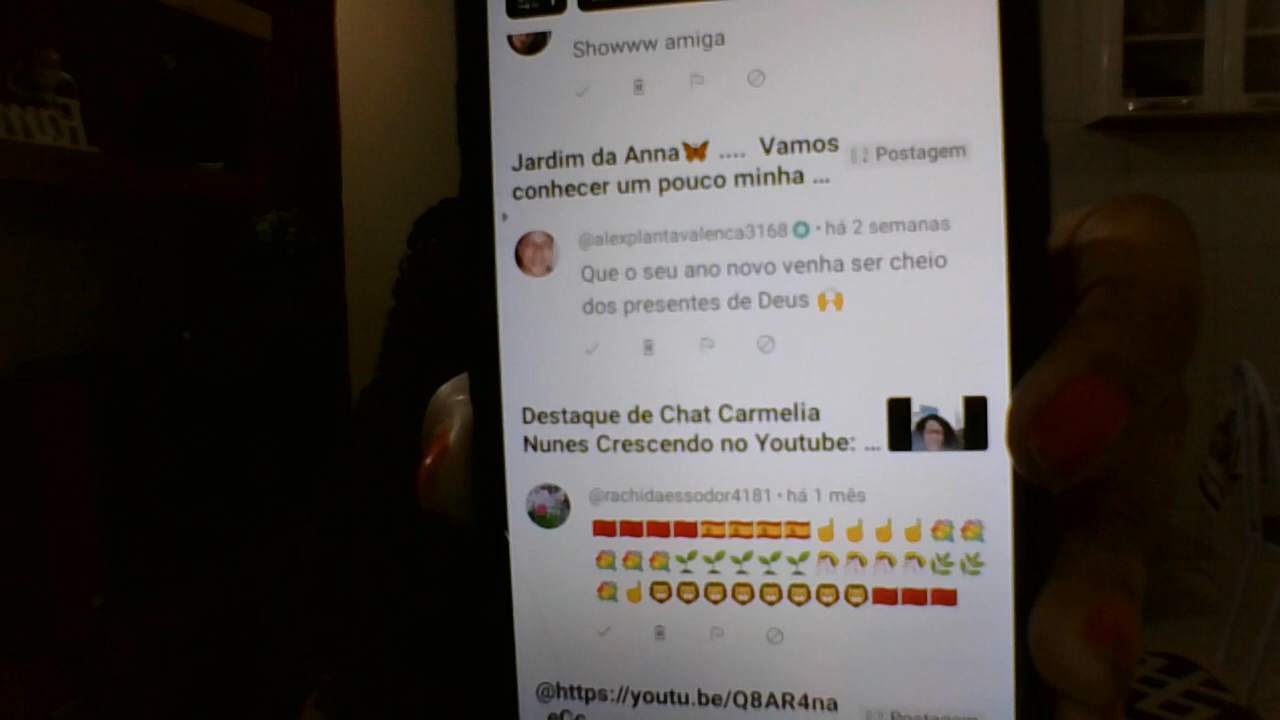 Showww amiga
Jardim da Anna🦋 .... Vamos
conhecer um pouco minha ...
Postagem
@alexplantavalenca3168 • há 2 semanas
Que o seu ano novo venha ser cheio
dos presentes de Deus 🙌
Destaque de Chat Carmelia
Nunes Crescendo no Youtube: ...
@rachidaessodor4181 • há 1 mês
🇲🇦🇲🇦🇲🇦🇲🇦🇪🇸🇪🇸🇪🇸🇪🇸☝☝☝☝💐💐
💐💐💐🌱🌱🌱🌱🌱🌴🌴🌴🌴🌿🌿
💐☝🦁🦁🦁🦁🦁🦁🦁🦁🇲🇦🇲🇦🇲🇦
@https://youtu.be/Q8AR4na
Postagem